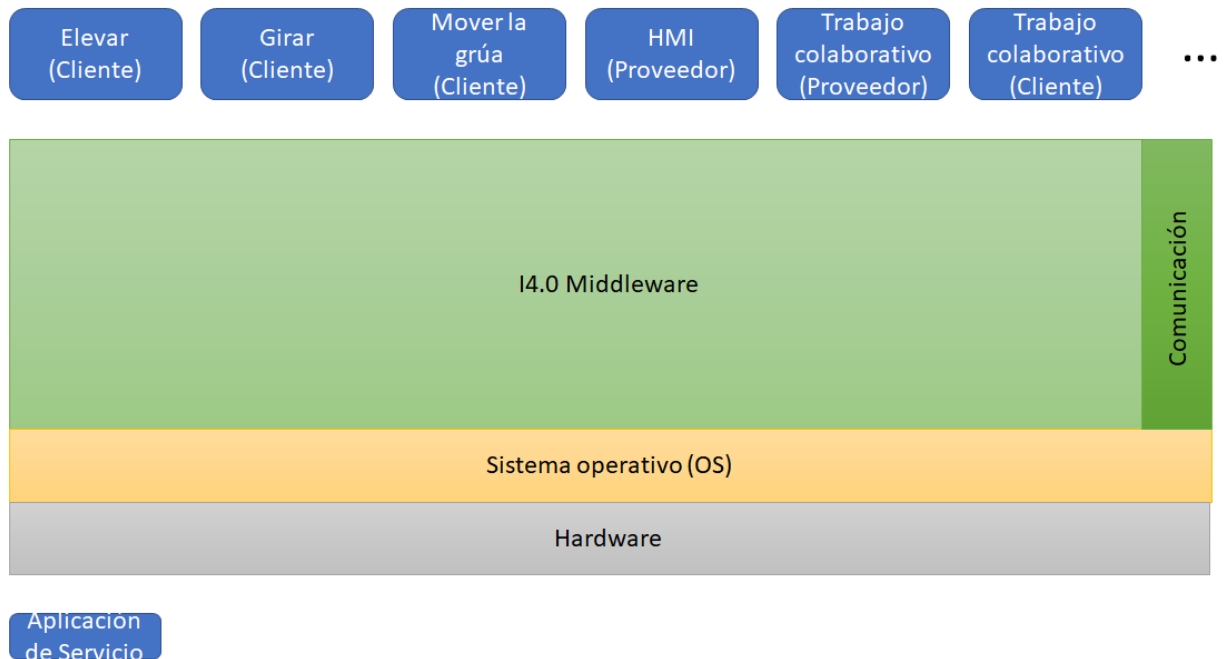 Elevar
(Cliente)
Girar
(Cliente)
Mover la
grúa
(Cliente)
HMI
(Proveedor)
Trabajo
colaborativo
(Proveedor)
Trabajo
colaborativo
(Cliente)
...
I4.0 Middleware
Comunicación
Sistema operativo (OS)
Hardware
Aplicación
de Servicio